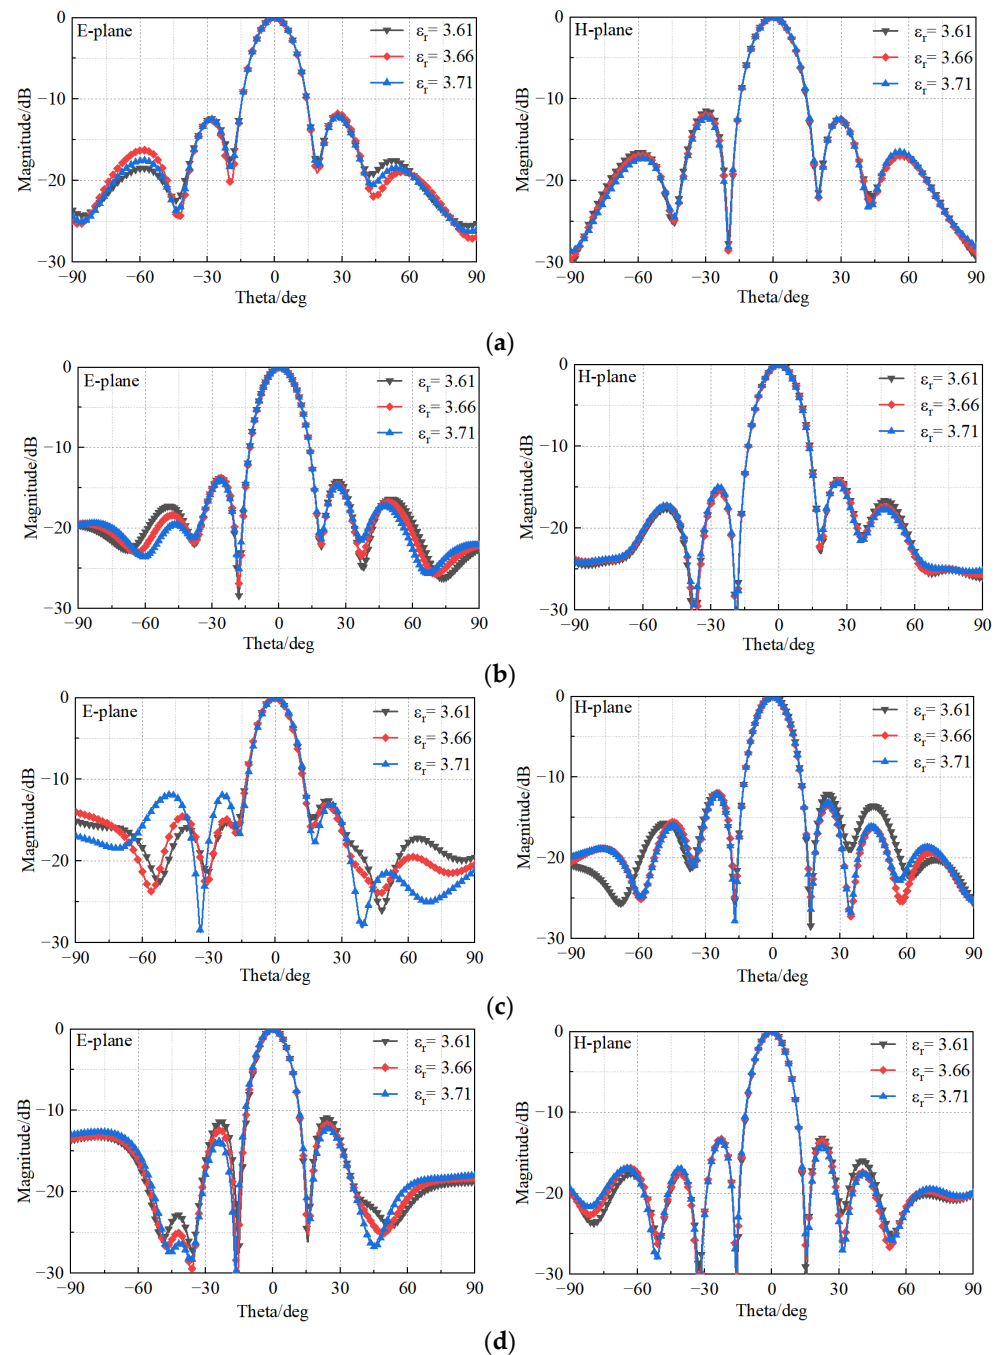 E-plane
εr= 3.61
εr= 3.66
εr= 3.71
Magnitude/dB
0
−10
−20
−30
−90 −60 −30 0 30 60 90
Theta/deg
H-plane
εr= 3.61
εr= 3.66
εr= 3.71
Magnitude/dB
0
−10
−20
−30
−90 −60 −30 0 30 60 90
Theta/deg
(a)
E-plane
εr= 3.61
εr= 3.66
εr= 3.71
Magnitude/dB
0
−10
−20
−30
−90 −60 −30 0 30 60 90
Theta/deg
H-plane
εr= 3.61
εr= 3.66
εr= 3.71
Magnitude/dB
0
−10
−20
−30
−90 −60 −30 0 30 60 90
Theta/deg
(b)
E-plane
εr= 3.61
εr= 3.66
εr= 3.71
Magnitude/dB
0
−10
−20
−30
−90 −60 −30 0 30 60 90
Theta/deg
H-plane
εr= 3.61
εr= 3.66
εr= 3.71
Magnitude/dB
0
−10
−20
−30
−90 −60 −30 0 30 60 90
Theta/deg
(c)
E-plane
εr= 3.61
εr= 3.66
εr= 3.71
Magnitude/dB
0
−10
−20
−30
−90 −60 −30 0 30 60 90
Theta/deg
H-plane
εr= 3.61
εr= 3.66
εr= 3.71
Magnitude/dB
0
−10
−20
−30
−90 −60 −30 0 30 60 90
Theta/deg
(d)